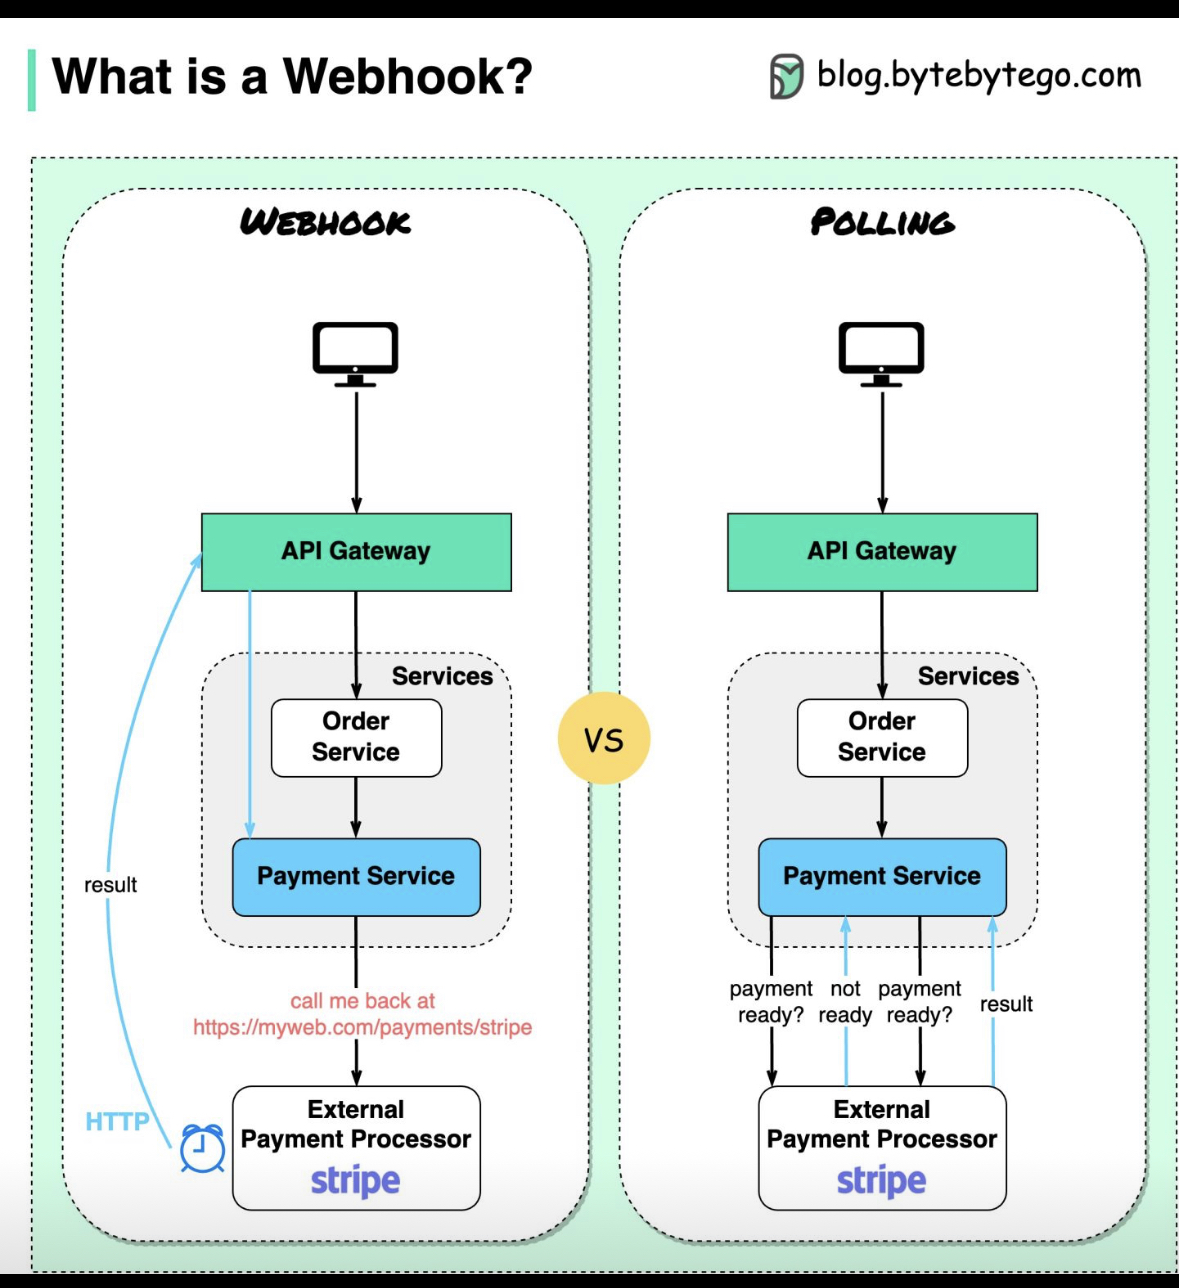 What is a Webhook?
blog.bytebytego.com
WEBHOOK
API Gateway
Services
Order
Service
Payment Service
result
call me back at
https://myweb.com/payments/stripe
HTTP
External
Payment Processor
stripe
VS
POLLING
API Gateway
Services
Order
Service
Payment Service
payment
ready?
not
ready
payment
ready?
result
External
Payment Processor
stripe